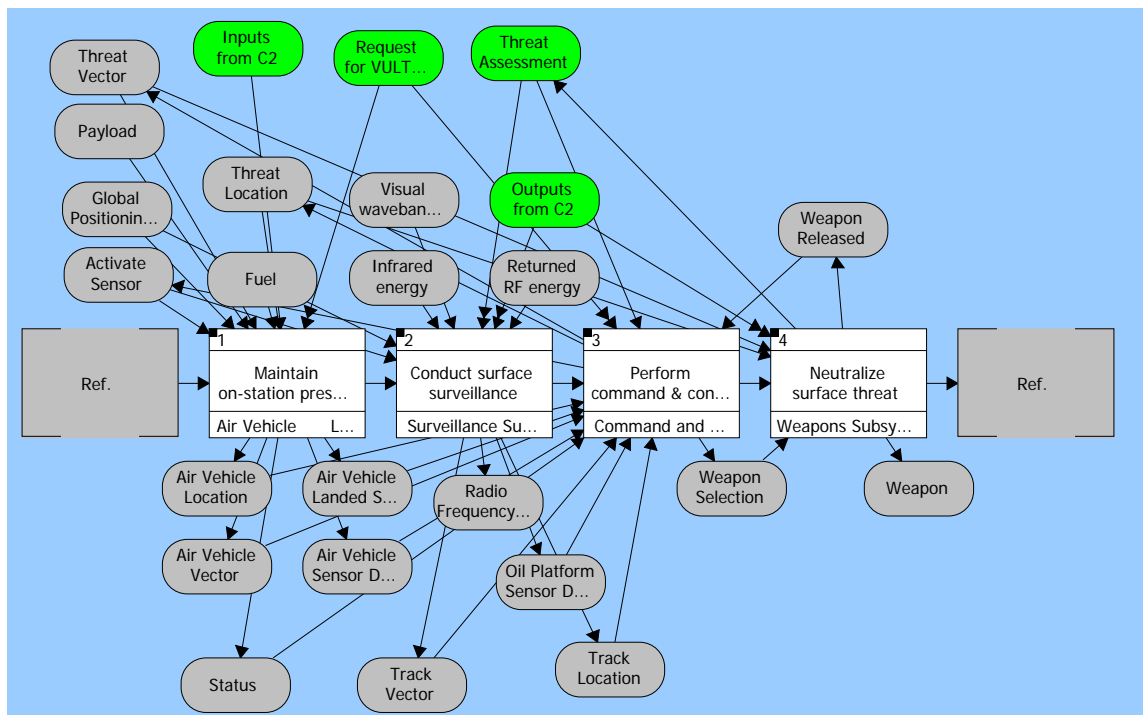 Inputs
from C2
Request
for VULT...
Threat
Assessment
Threat
Vector
Payload
Threat
Location
Visual
waveban...
Outputs
from C2
Global
Positionin...
Weapon
Released
Activate
Sensor
Fuel
Infrared
energy
Returned
RF energy
Ref.
1
Maintain
on-station pres...
Air Vehicle L...
2
Conduct surface
surveillance
Surveillance Su...
3
Perform
command & con...
Command and ...
4
Neutralize
surface threat
Weapons Subsy...
Ref.
Air Vehicle
Location
Air Vehicle
Landed S...
Radio
Frequency...
Weapon
Selection
Weapon
Air Vehicle
Vector
Air Vehicle
Sensor D...
Oil Platform
Sensor D...
Status
Track
Vector
Track
Location